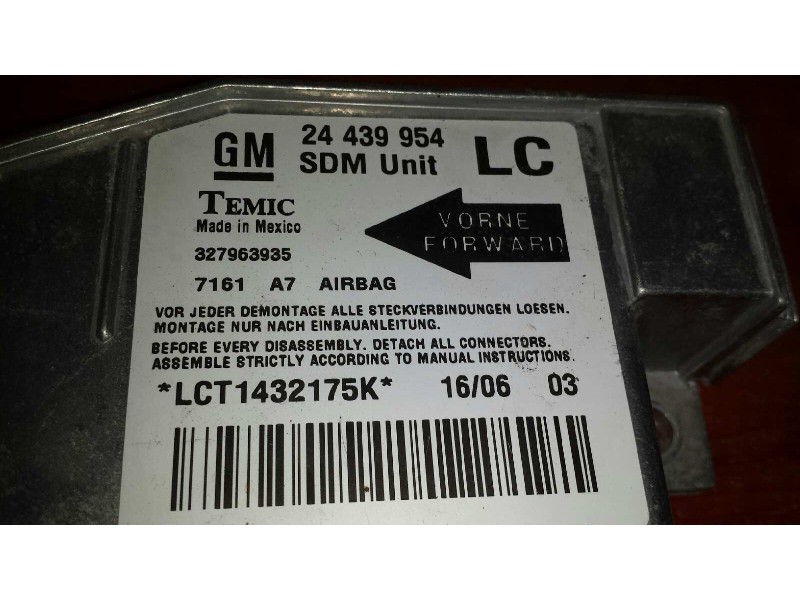 GM 24 439 954 LC
SDM Unit
TEMIC
Made in Mexico
VORNE
FORWARD
327963935
7161 A7 AIRBAG
VOR JEDER DEMONTAGE ALLE STECKVERBINDUNGEN LOESEN.
MONTAGE NUR NACH EINBAUANLEITUNG.
BEFORE EVERY DISASSEMBLY. DETACH ALL CONNECTORS.
ASSEMBLE STRICTLY ACCORDING TO MANUAL INSTRUCTIONS.
*LCT1432175K* 16/06 03